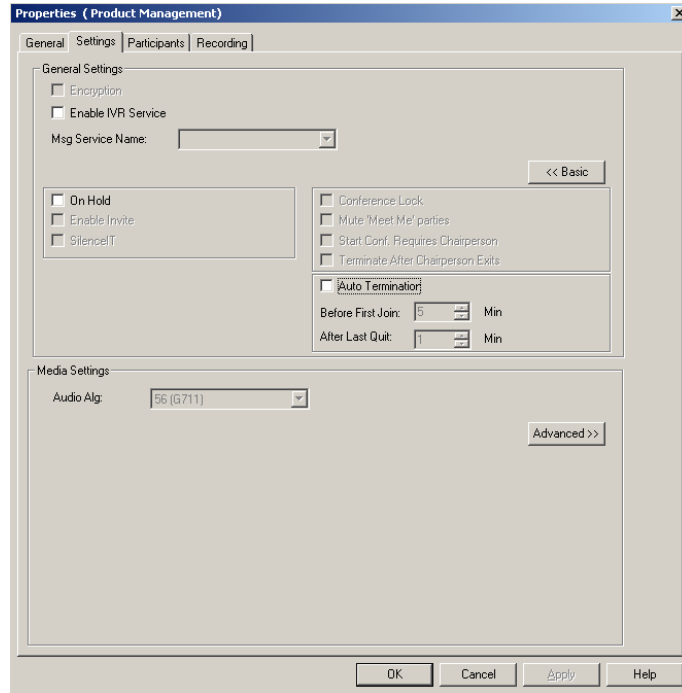 Properties ( Product Management)
General Settings Participants Recording
General Settings
Encryption
Enable IVR Service
Msg Service Name:
<< Basic
On Hold
Enable Invite
SilenceIT
Conference Lock
Mute 'Meet Me' parties
Start Conf. Requires Chairperson
Terminate After Chairperson Exits
Auto Termination
Before First Join: 5 Min
After Last Quit: 1 Min
Media Settings
Audio Alg: 56 (G711)
Advanced >>
OK Cancel Apply Help